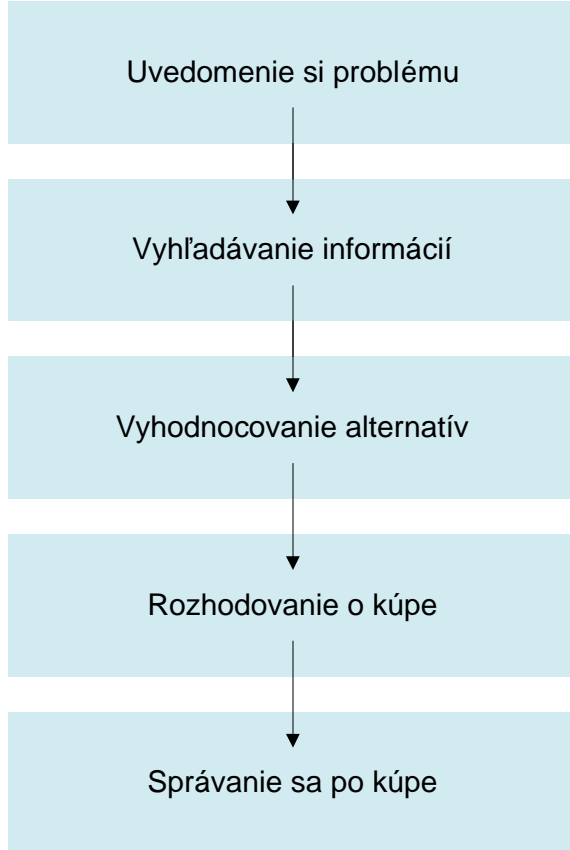 Uvedomenie si problému
Vyhľadávanie informácií
Vyhodnocovanie alternatív
Rozhodovanie o kúpe
Správanie sa po kúpe